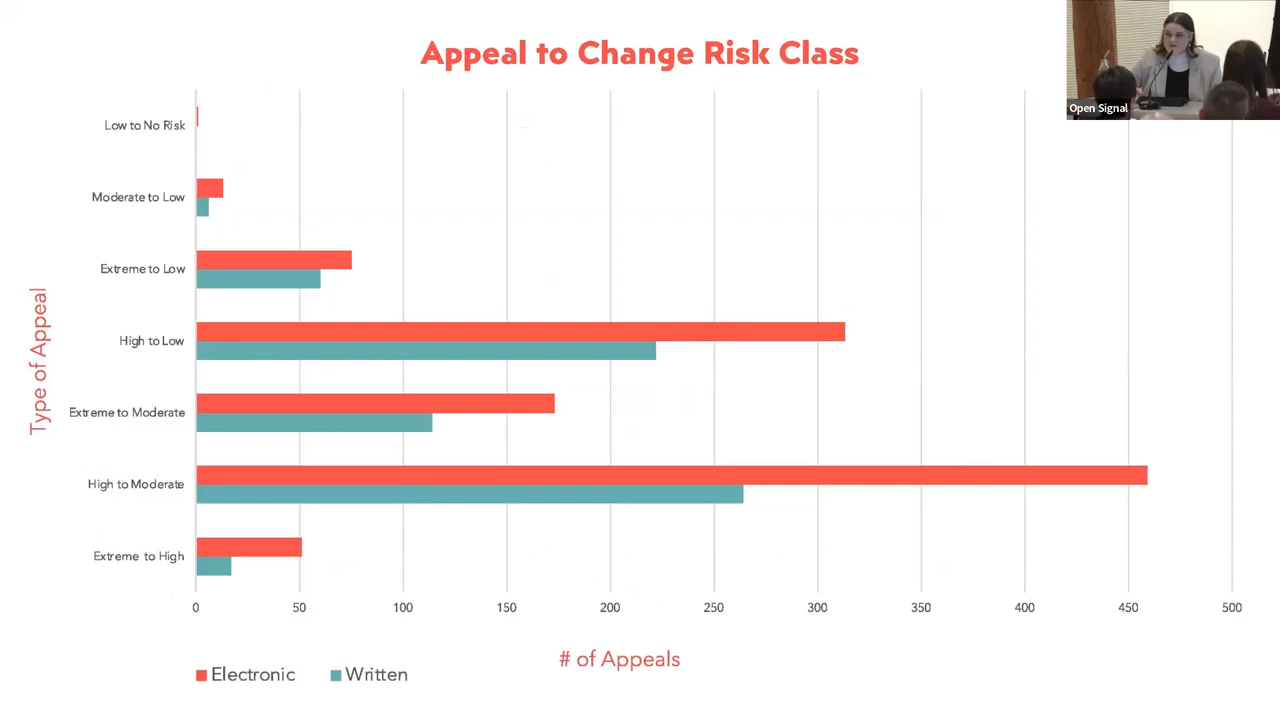 Appeal to Change Risk Class
Open Signal
Type of Appeal
Low to No Risk
Moderate to Low
Extreme to Low
High to Low
Extreme to Moderate
High to Moderate
Extreme to High
0 50 100 150 200 250 300 350 400 450 500
# of Appeals
Electronic Written